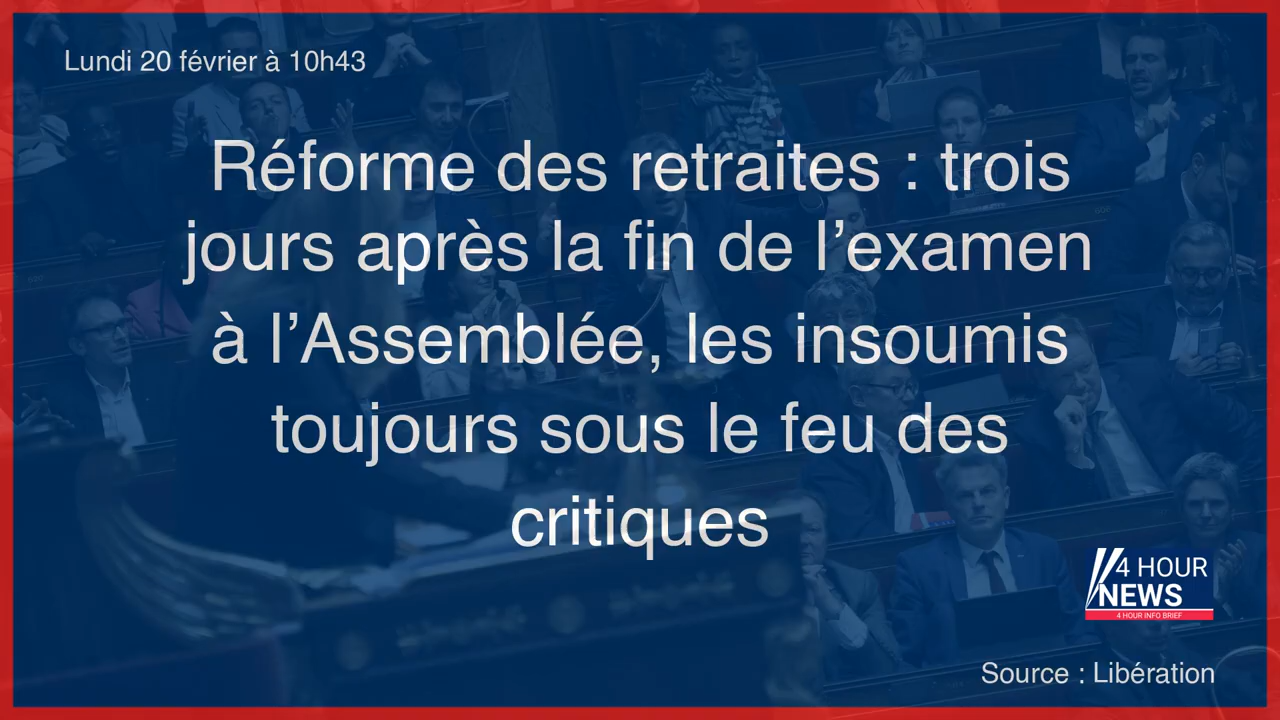 Lundi 20 février à 10h43
Réforme des retraites : trois
jours après la fin de l’examen
à l’Assemblée, les insoumis
toujours sous le feu des
critiques
4 HOUR
NEWS
4 HOUR INFO BRIEF
Source : Libération